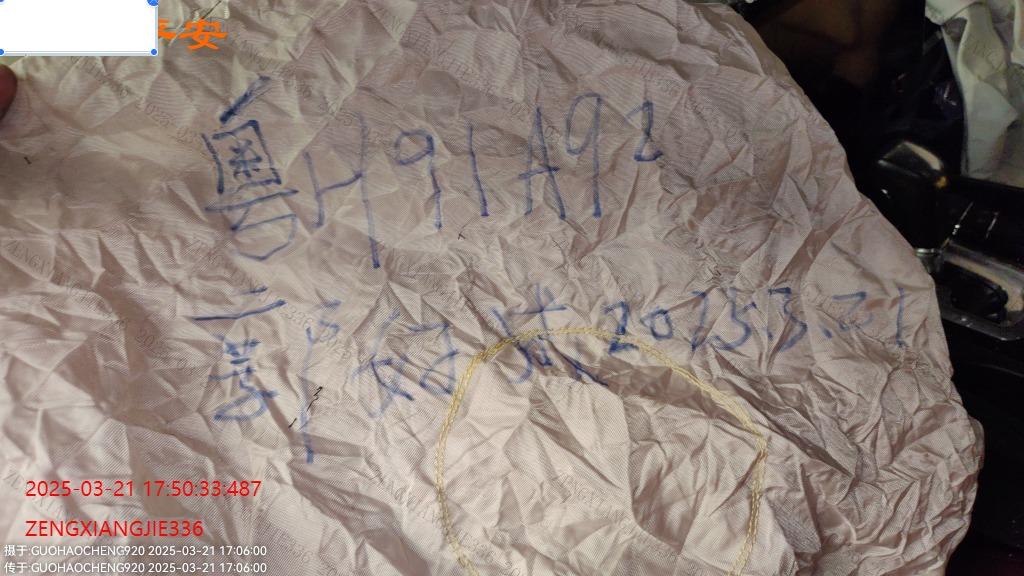 平安
粤H91A92
郭好成 2025.3.21
2025-03-21 17:50:33:487
ZENGXIANGJIE336
摄于:GUOHAOCHENG920 2025-03-21 17:06:00
传于:GUOHAOCHENG920 2025-03-21 17:06:00